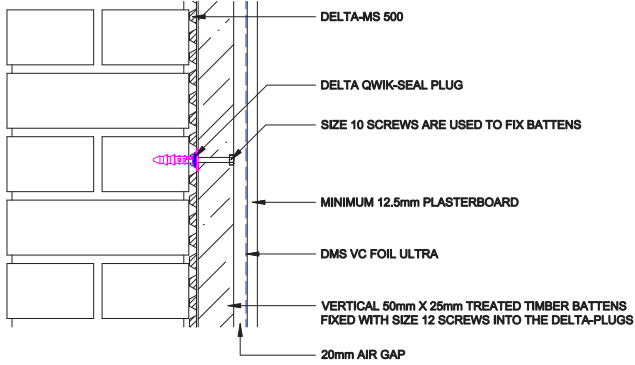 DELTA-MS 500
DELTA QWIK-SEAL PLUG
SIZE 10 SCREWS ARE USED TO FIX BATTENS
MINIMUM 12.5mm PLASTERBOARD
DMS VC FOIL ULTRA
VERTICAL 50mm X 25mm TREATED TIMBER BATTENS
FIXED WITH SIZE 12 SCREWS INTO THE DELTA-PLUGS
20mm AIR GAP